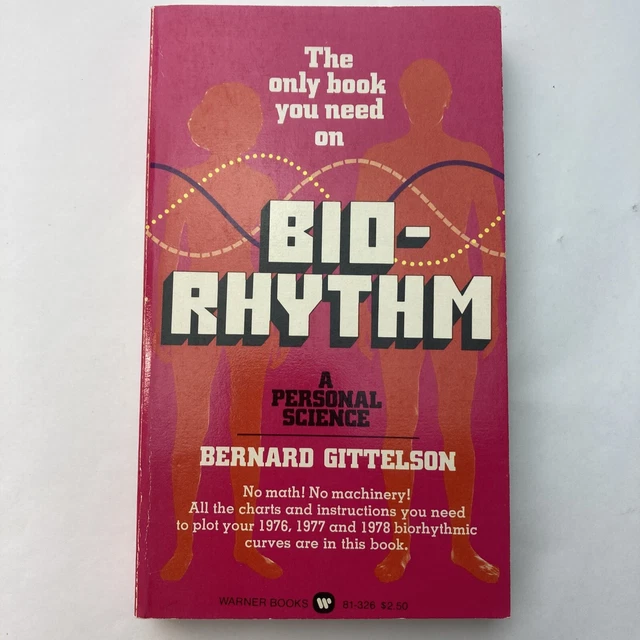 The
only book
you need
on
BIO-
RHYTHM
A
PERSONAL
SCIENCE
BERNARD GITTELSON
No math! No machinery!
All the charts and instructions you need
to plot your 1976, 1977 and 1978 biorhythmic
curves are in this book.
WARNER BOOKS W 81-326 $2.50